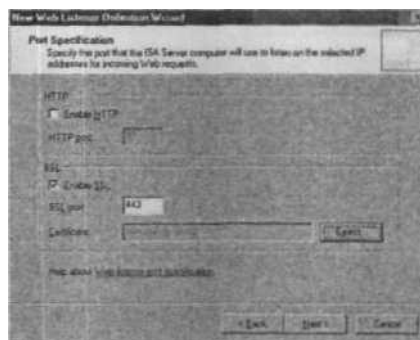 New Web Listener Definition Wizard
Port Specification
Specify the port that the ISA Server computer will use to listen on the selected IP
addresses for incoming Web requests.
HTTP
Enable HTTP
HTTP port:
SSL
Enable SSL
SSL port: 443
Certificate: Select...
Help about Web listener port specification
< Back Next > Cancel